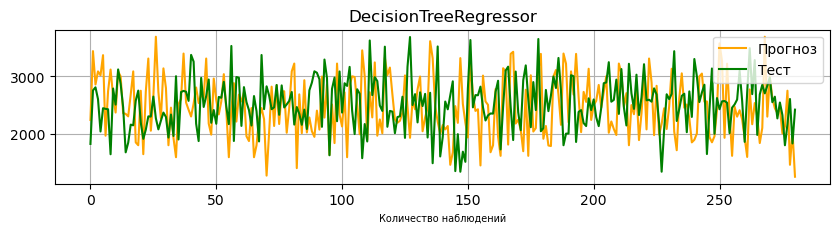 DecisionTreeRegressor
Прогноз
Тест
3000
2000
0
50
100
150
200
250
Количество наблюдений